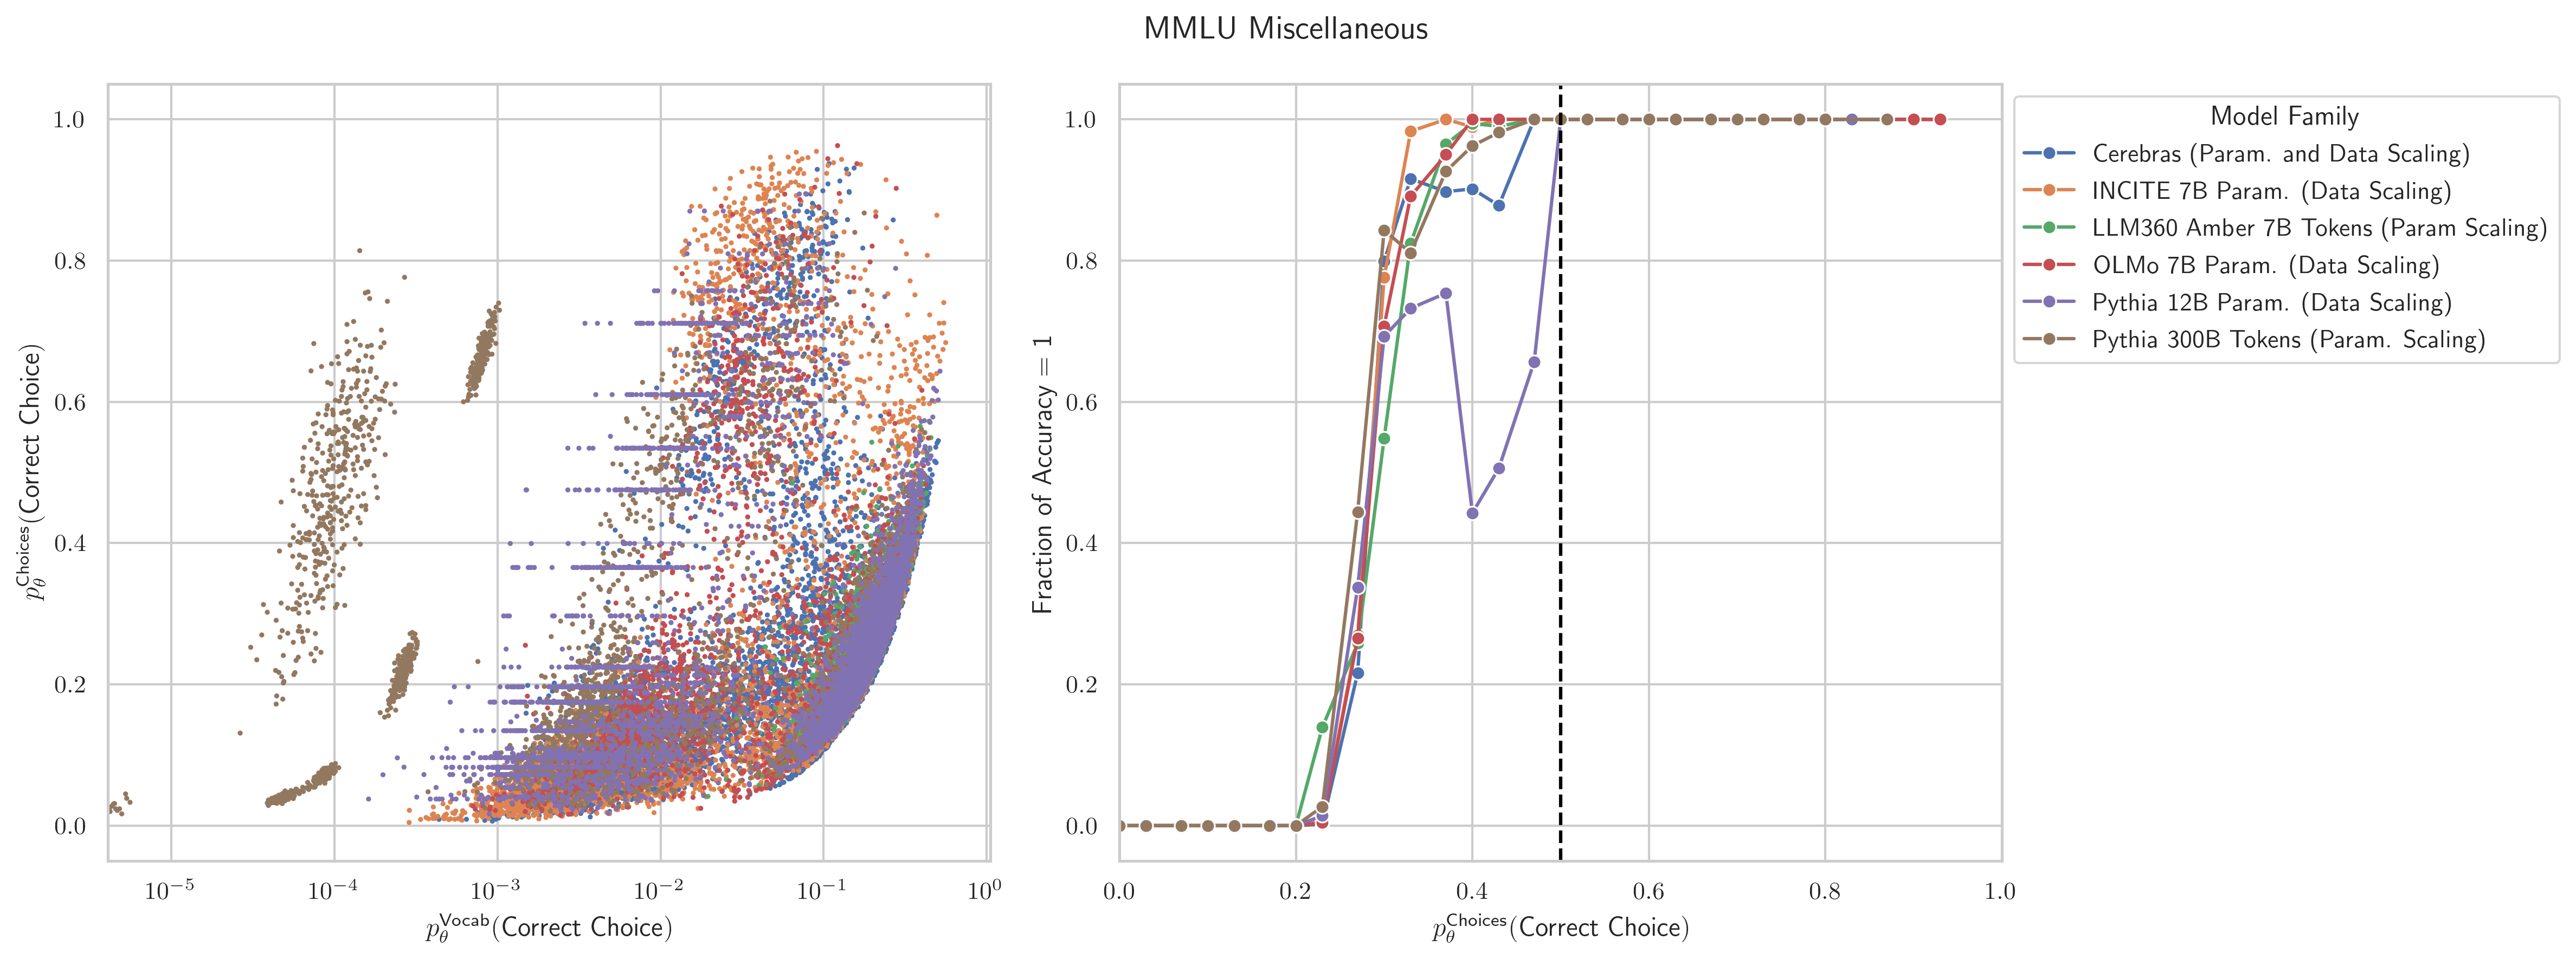 MMLU Miscellaneous
p_θ^Choices(Correct Choice)
1.0
0.8
0.6
0.4
0.2
0.0
10^−5
10^−4
10^−3
10^−2
10^−1
10^0
p_θ^Vocab(Correct Choice)
Fraction of Accuracy = 1
1.0
0.8
0.6
0.4
0.2
0.0
0.0
0.2
0.4
0.6
0.8
1.0
p_θ^Choices(Correct Choice)
Model Family
Cerebras (Param. and Data Scaling)
INCITE 7B Param. (Data Scaling)
LLM360 Amber 7B Tokens (Param Scaling)
OLMo 7B Param. (Data Scaling)
Pythia 12B Param. (Data Scaling)
Pythia 300B Tokens (Param. Scaling)